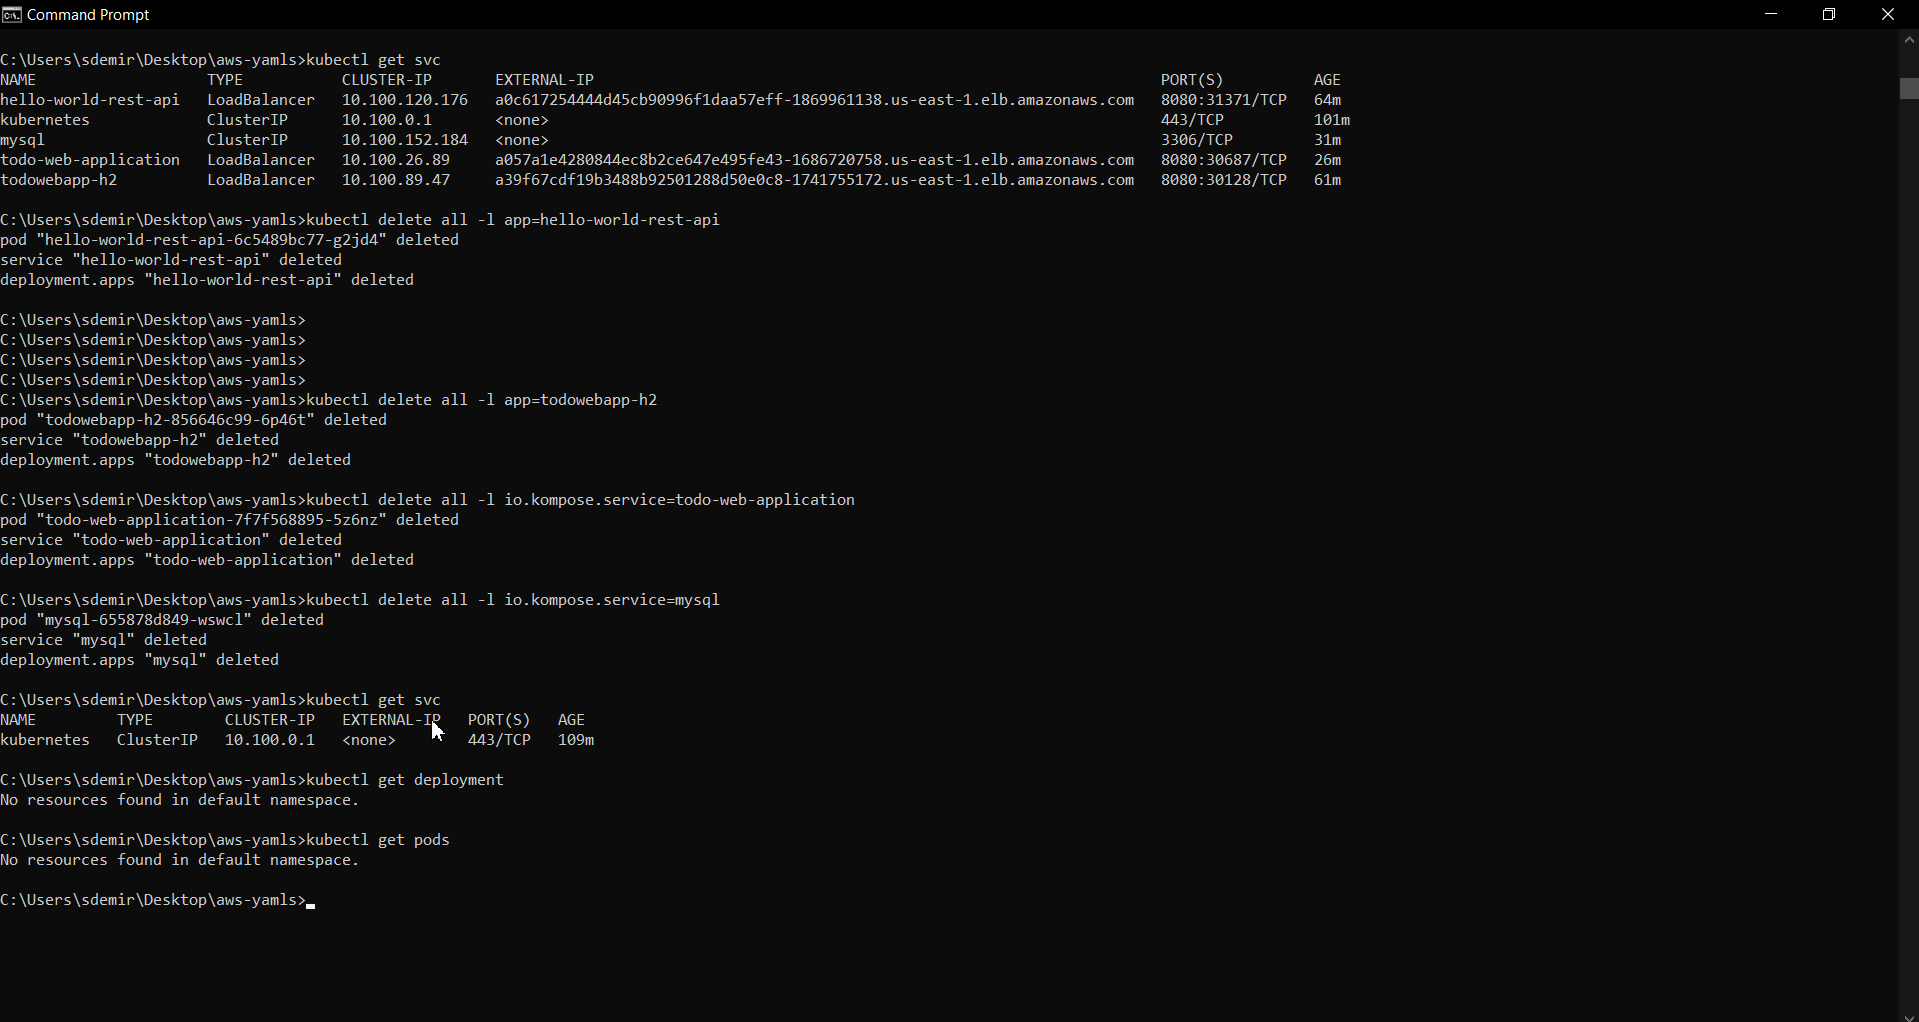 Command Prompt
C:\Users\sdemir\Desktop\aws-yamls>kubectl get svc
NAME TYPE CLUSTER-IP EXTERNAL-IP PORT(S) AGE
hello-world-rest-api LoadBalancer 10.100.120.176 a0c617254444d45cb90996f1daa57eff-1869961138.us-east-1.elb.amazonaws.com 8080:31371/TCP 64m
kubernetes ClusterIP 10.100.0.1 <none> 443/TCP 101m
mysql ClusterIP 10.100.152.184 <none> 3306/TCP 31m
todo-web-application LoadBalancer 10.100.26.89 a057a1e4280844ec8b2ce647e495fe43-1686720758.us-east-1.elb.amazonaws.com 8080:30687/TCP 26m
todowebapp-h2 LoadBalancer 10.100.89.47 a39f67cdf19b3488b92501288d50e0c8-1741755172.us-east-1.elb.amazonaws.com 8080:30128/TCP 61m
C:\Users\sdemir\Desktop\aws-yamls>kubectl delete all -l app=hello-world-rest-api
pod "hello-world-rest-api-6c5489bc77-g2jd4" deleted
service "hello-world-rest-api" deleted
deployment.apps "hello-world-rest-api" deleted
C:\Users\sdemir\Desktop\aws-yamls>
C:\Users\sdemir\Desktop\aws-yamls>
C:\Users\sdemir\Desktop\aws-yamls>
C:\Users\sdemir\Desktop\aws-yamls>
C:\Users\sdemir\Desktop\aws-yamls>kubectl delete all -l app=todowebapp-h2
pod "todowebapp-h2-856646c99-6p46t" deleted
service "todowebapp-h2" deleted
deployment.apps "todowebapp-h2" deleted
C:\Users\sdemir\Desktop\aws-yamls>kubectl delete all -l io.kompose.service=todo-web-application
pod "todo-web-application-7f7f568895-5z6nz" deleted
service "todo-web-application" deleted
deployment.apps "todo-web-application" deleted
C:\Users\sdemir\Desktop\aws-yamls>kubectl delete all -l io.kompose.service=mysql
pod "mysql-655878d849-wswcl" deleted
service "mysql" deleted
deployment.apps "mysql" deleted
C:\Users\sdemir\Desktop\aws-yamls>kubectl get svc
NAME TYPE CLUSTER-IP EXTERNAL-IP PORT(S) AGE
kubernetes ClusterIP 10.100.0.1 <none> 443/TCP 109m
C:\Users\sdemir\Desktop\aws-yamls>kubectl get deployment
No resources found in default namespace.
C:\Users\sdemir\Desktop\aws-yamls>kubectl get pods
No resources found in default namespace.
C:\Users\sdemir\Desktop\aws-yamls>